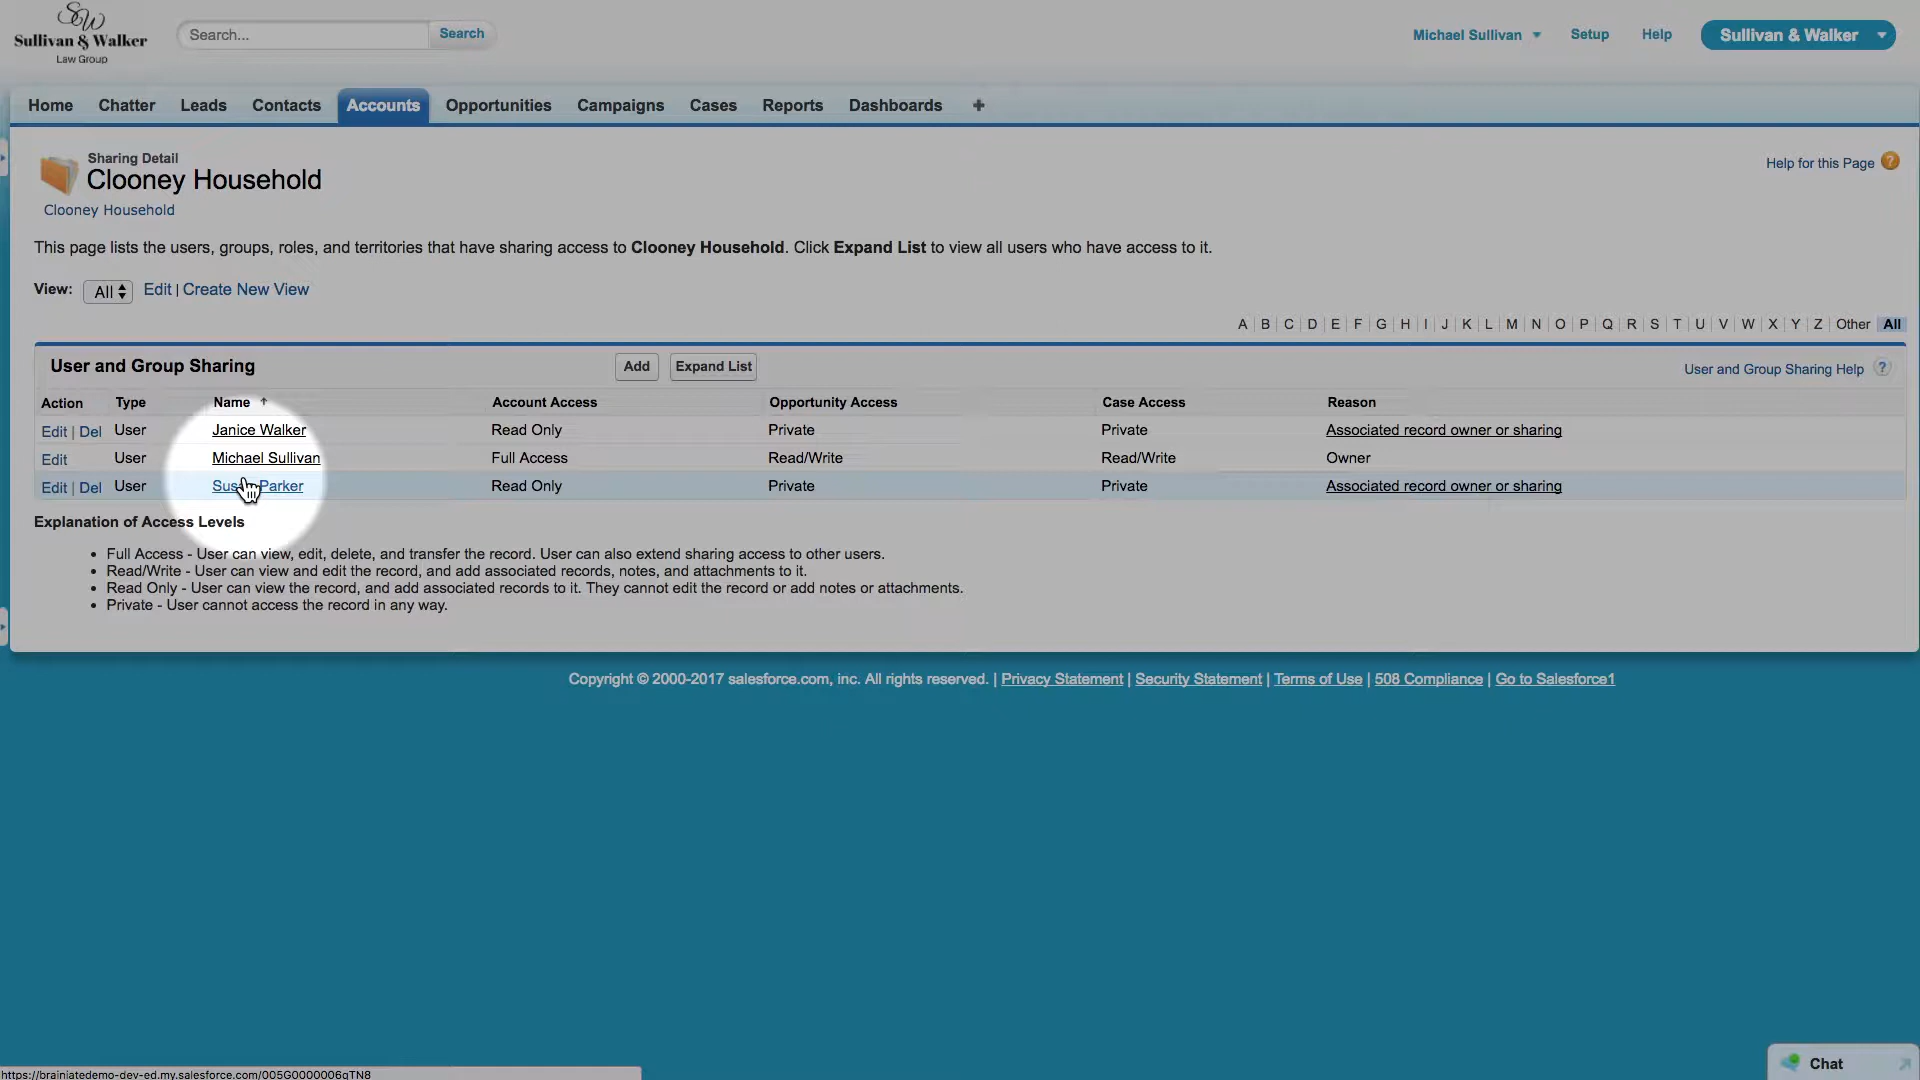 SW
Sullivan & Walker
Law Group
Search...
Search
Michael Sullivan
Setup
Help
Sullivan & Walker
Home
Chatter
Leads
Contacts
Accounts
Opportunities
Campaigns
Cases
Reports
Dashboards
+
Sharing Detail
Clooney Household
Help for this Page ?
Clooney Household
This page lists the users, groups, roles, and territories that have sharing access to Clooney Household. Click Expand List to view all users who have access to it.
View: All Edit | Create New View
A | B | C | D | E | F | G | H | I | J | K | L | M | N | O | P | Q | R | S | T | U | V | W | X | Y | Z | Other All
User and Group Sharing
Add
Expand List
User and Group Sharing Help ?
Action Type Name ↑ Account Access Opportunity Access Case Access Reason
Edit | Del User Janice Walker Read Only Private Private Associated record owner or sharing
Edit User Michael Sullivan Full Access Read/Write Read/Write Owner
Edit | Del User Parker Read Only Private Private Associated record owner or sharing
Explanation of Access Levels
• Full Access - User can view, edit, delete, and transfer the record. User can also extend sharing access to other users.
• Read/Write - User can view and edit the record, and add associated records, notes, and attachments to it.
• Read Only - User can view the record, and add associated records to it. They cannot edit the record or add notes or attachments.
• Private - User cannot access the record in any way.
Copyright © 2000-2017 salesforce.com, inc. All rights reserved. | Privacy Statement | Security Statement | Terms of Use | 508 Compliance | Go to Salesforce1
Chat
https://brainiatedemo-dev-ed.my.salesforce.com/005G0000006qTN8